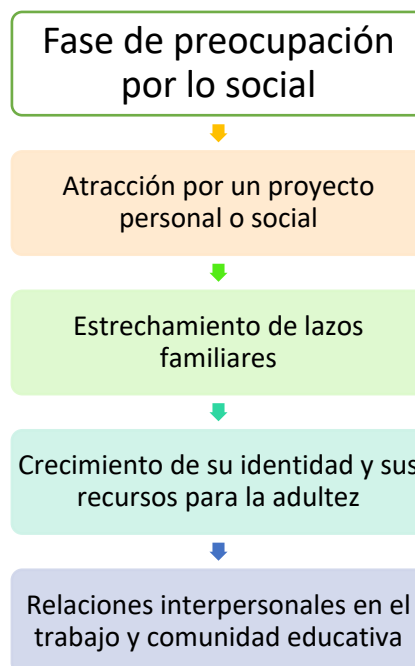 Fase de preocupación
por lo social
Atracción por un proyecto
personal o social
Estrechamiento de lazos
familiares
Crecimiento de su identidad y sus
recursos para la adultez
Relaciones interpersonales en el
trabajo y comunidad educativa